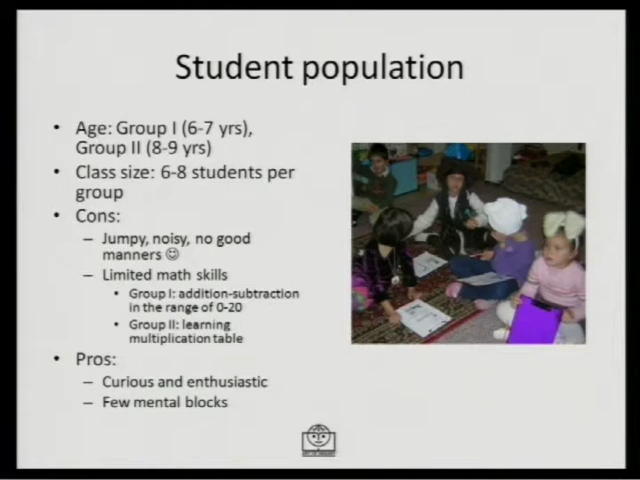 Student population
• Age: Group I (6-7 yrs),
Group II (8-9 yrs)
• Class size: 6-8 students per
group
• Cons:
– Jumpy, noisy, no good
manners ☺
– Limited math skills
• Group I: addition-subtraction
in the range of 0-20
• Group II: learning
multiplication table
• Pros:
– Curious and enthusiastic
– Few mental blocks